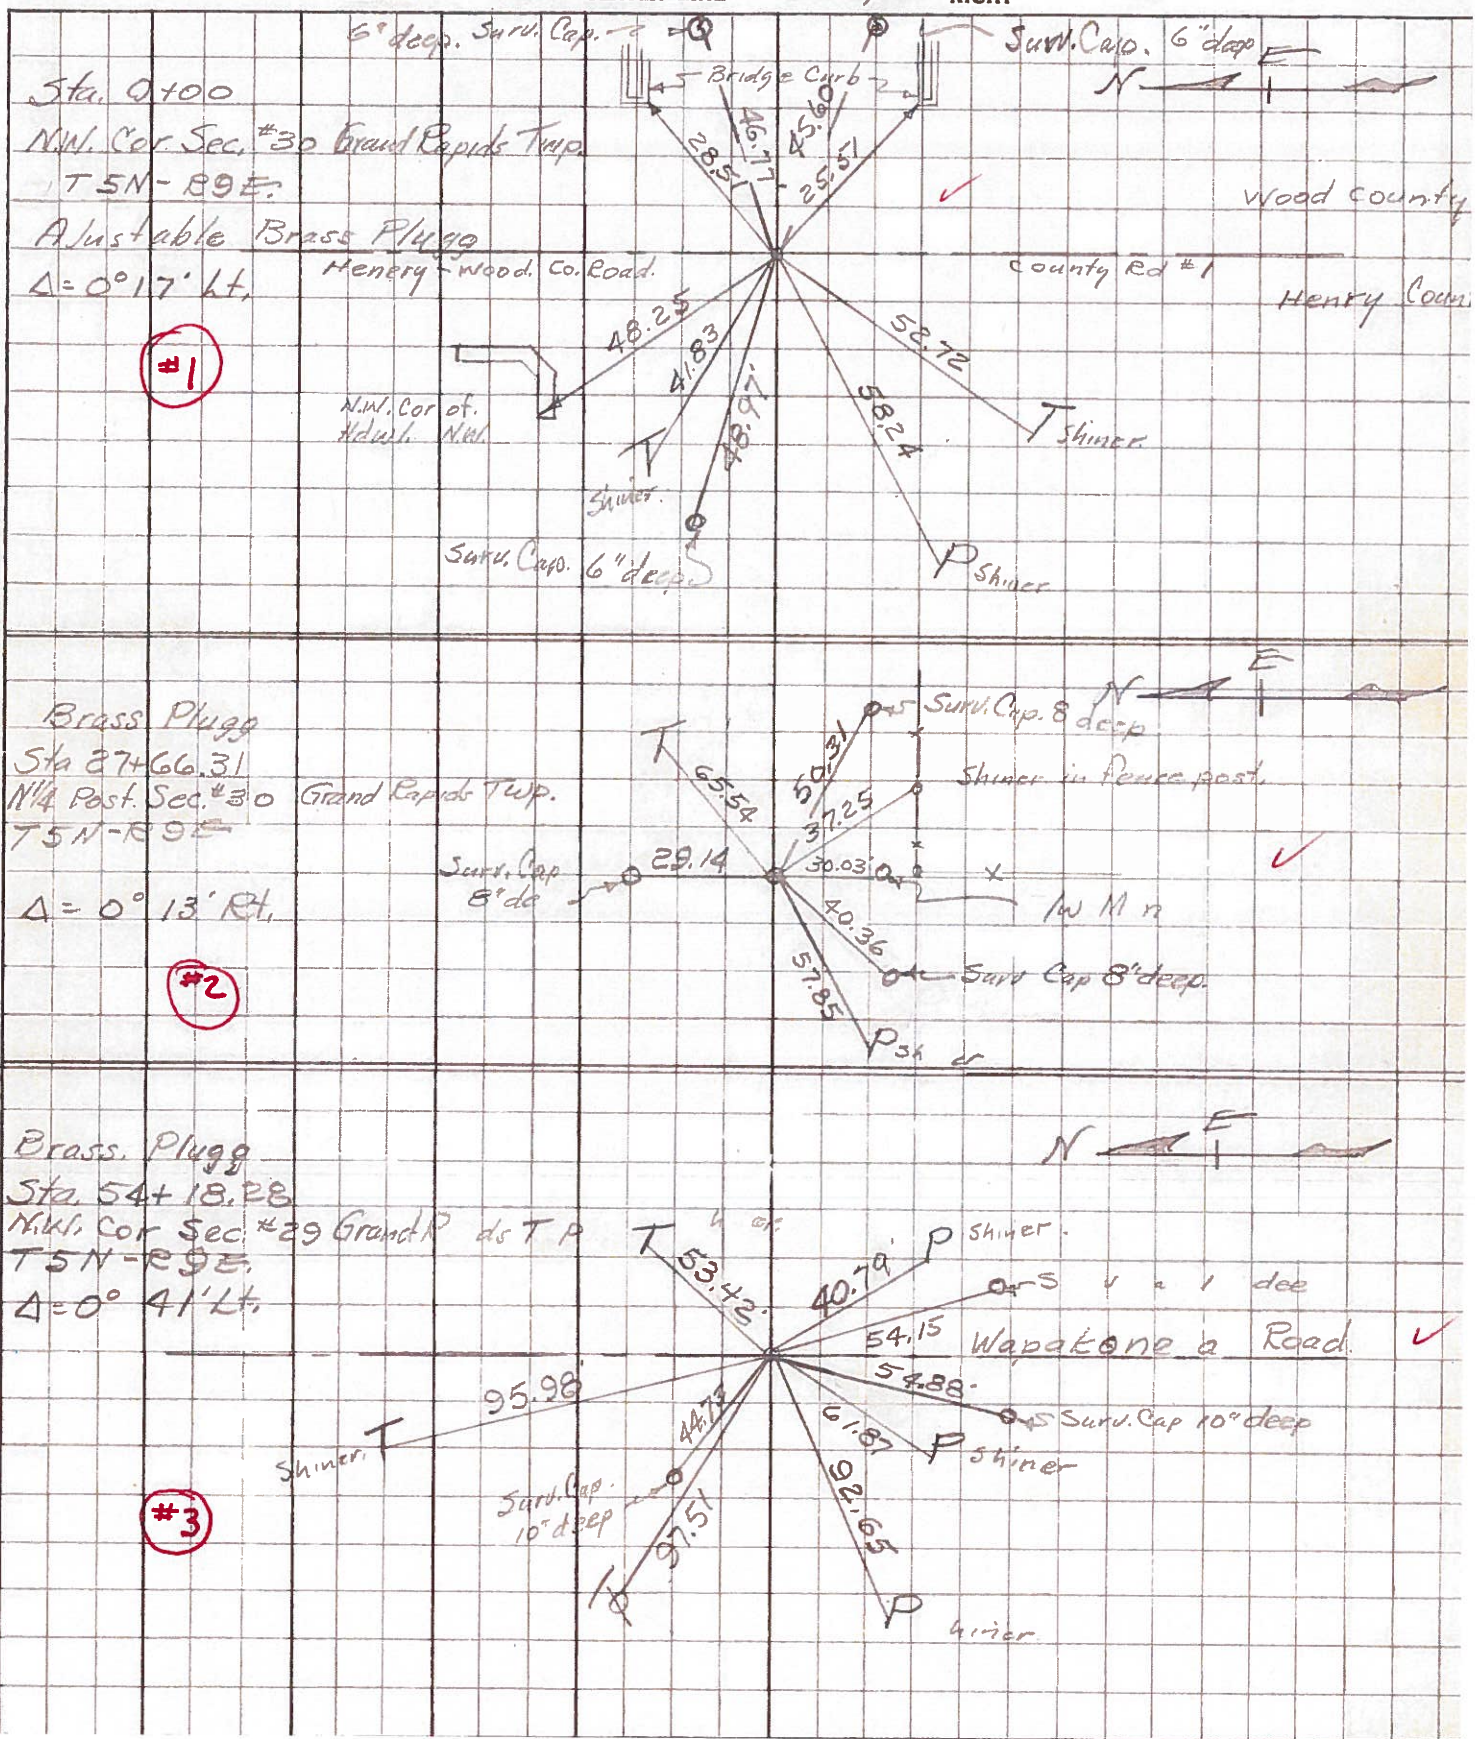 6" deep. Surv. Cap.
Surv. Cap. 6" deep
Bridge Curb
N E
Sta. 0+00
N.W. Cor Sec. #30 Grand Rapids Twp.
T5N-R9E.
Ajustable Brass Plugg
Δ=0°17' Lt.
46.77
45.60
28.51
25.51
Wood County
Henery-Wood. Co. Road.
County Rd #1
Henry Coun
#1
48.25
41.83
48.97'
58.24
52.72
N.W. Cor of.
Hdwl. N.W.
T
Shiner.
T Shiner.
Surv. Cap. 6" deep
P Shiner
N E
Brass Plugg
Sta 27+66.31
N1/4 Post. Sec. #30 Grand Rapids Twp.
T5N-R9E
Δ= 0° 13' Rt.
#2
T
65.54
50.31
Surv. Cap. 8 deep
37.25
Shiner in fence post.
Surv. Cap
8" de
29.14
30.03'
40.36
Surv Cap 8" deep.
57.85
P
N E
Brass. Plugg
Sta. 54+18.28
N.W. Cor Sec. #29 Grand
T5N-R9E.
Δ=0° 41' Lt.
T
53.42'
40.79'
P Shiner.
54.15
Wapakone a Road.
95.98
54.88'
Surv. Cap 10" deep
Shiner. T
44.73
61.87
P Shiner
Surv. Cap.
10" deep
97.51
92.65
P
#3